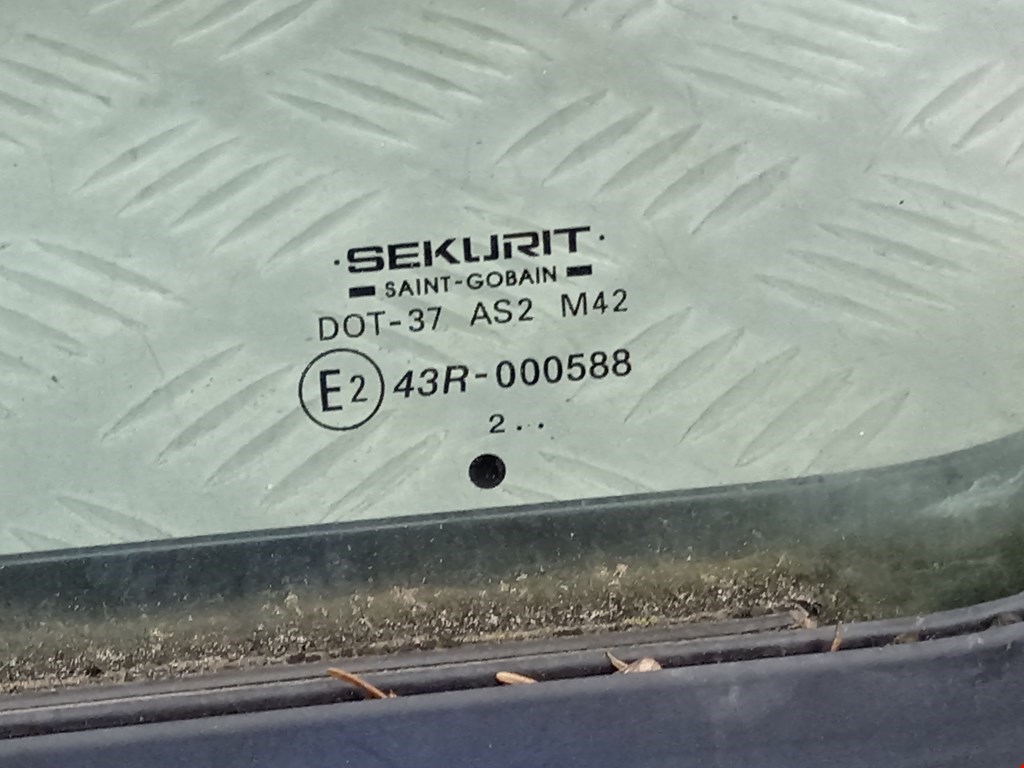 ·SEKURIT·
SAINT-GOBAIN
DOT-37 AS2 M42
E2 43R-000588
2..